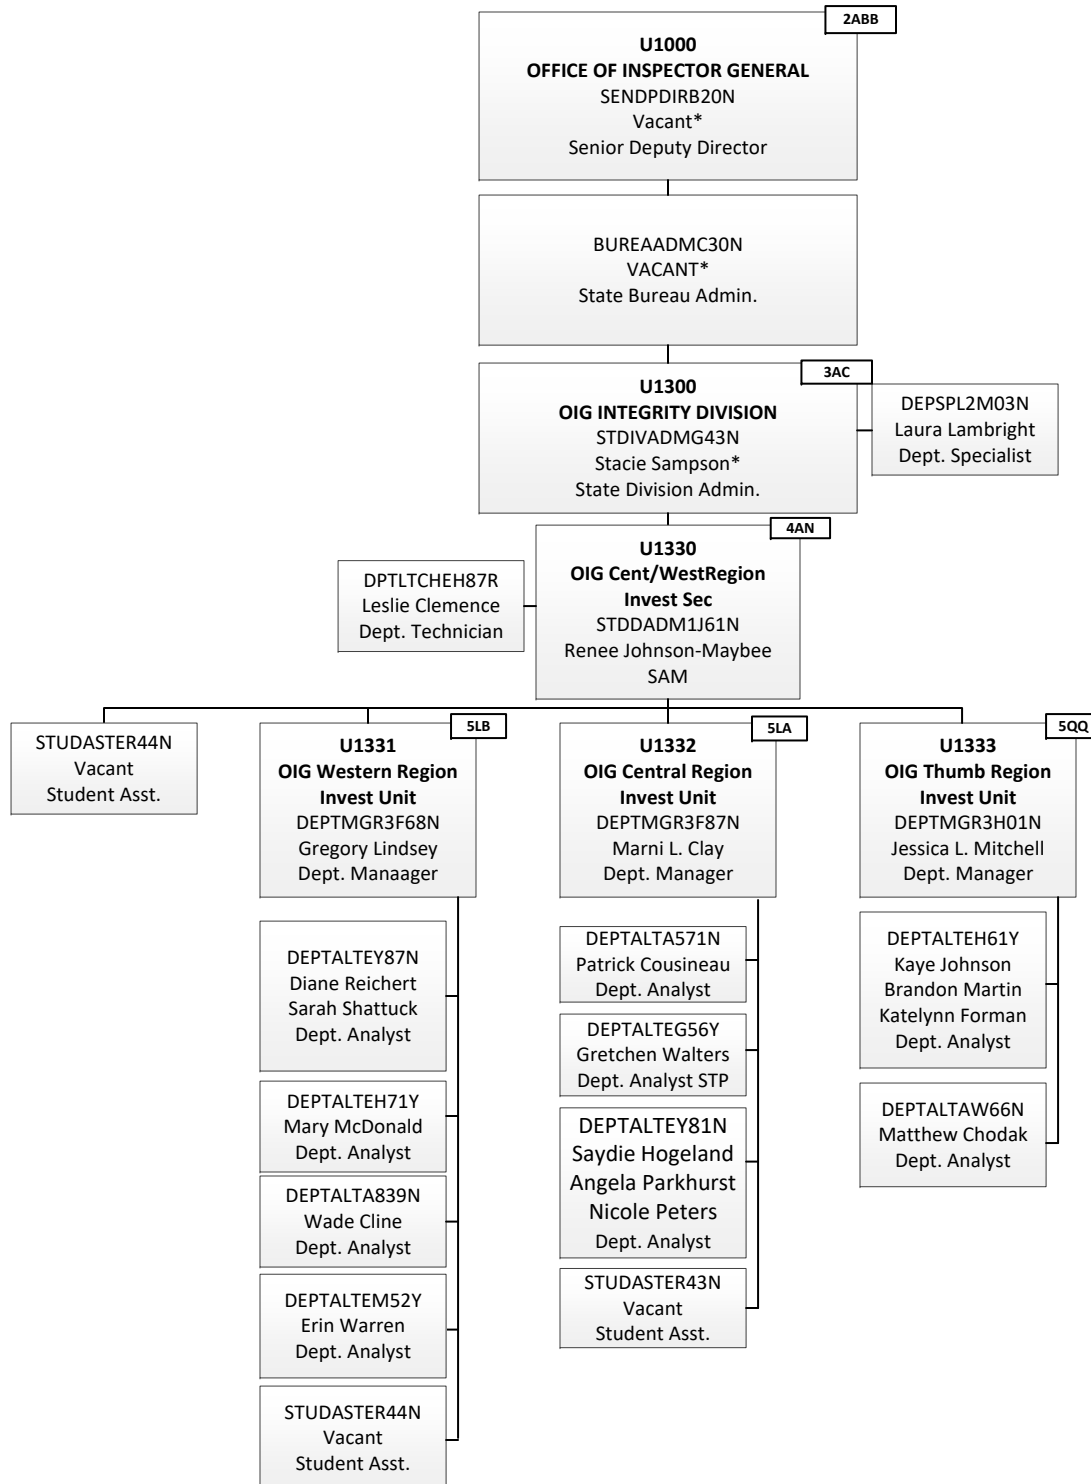 2ABB
U1000
OFFICE OF INSPECTOR GENERAL
SENDPDIRB20N
Vacant*
Senior Deputy Director
BUREAADMC30N
VACANT*
State Bureau Admin.
3AC
U1300
OIG INTEGRITY DIVISION
STDIVADMG43N
Stacie Sampson*
State Division Admin.
DEPSPL2M03N
Laura Lambright
Dept. Specialist
4AN
U1330
OIG Cent/WestRegion
Invest Sec
STDDADM1J61N
Renee Johnson-Maybee
SAM
DPTLTCHEH87R
Leslie Clemence
Dept. Technician
STUDASTER44N
Vacant
Student Asst.
5LB
U1331
OIG Western Region
Invest Unit
DEPTMGR3F68N
Gregory Lindsey
Dept. Manaager
DEPTALTEY87N
Diane Reichert
Sarah Shattuck
Dept. Analyst
DEPTALTEH71Y
Mary McDonald
Dept. Analyst
DEPTALTA839N
Wade Cline
Dept. Analyst
DEPTALTEM52Y
Erin Warren
Dept. Analyst
STUDASTER44N
Vacant
Student Asst.
5LA
U1332
OIG Central Region
Invest Unit
DEPTMGR3F87N
Marni L. Clay
Dept. Manager
DEPTALTA571N
Patrick Cousineau
Dept. Analyst
DEPTALTEG56Y
Gretchen Walters
Dept. Analyst STP
DEPTALTEY81N
Saydie Hogeland
Angela Parkhurst
Nicole Peters
Dept. Analyst
STUDASTER43N
Vacant
Student Asst.
5QQ
U1333
OIG Thumb Region
Invest Unit
DEPTMGR3H01N
Jessica L. Mitchell
Dept. Manager
DEPTALTEH61Y
Kaye Johnson
Brandon Martin
Katelynn Forman
Dept. Analyst
DEPTALTAW66N
Matthew Chodak
Dept. Analyst